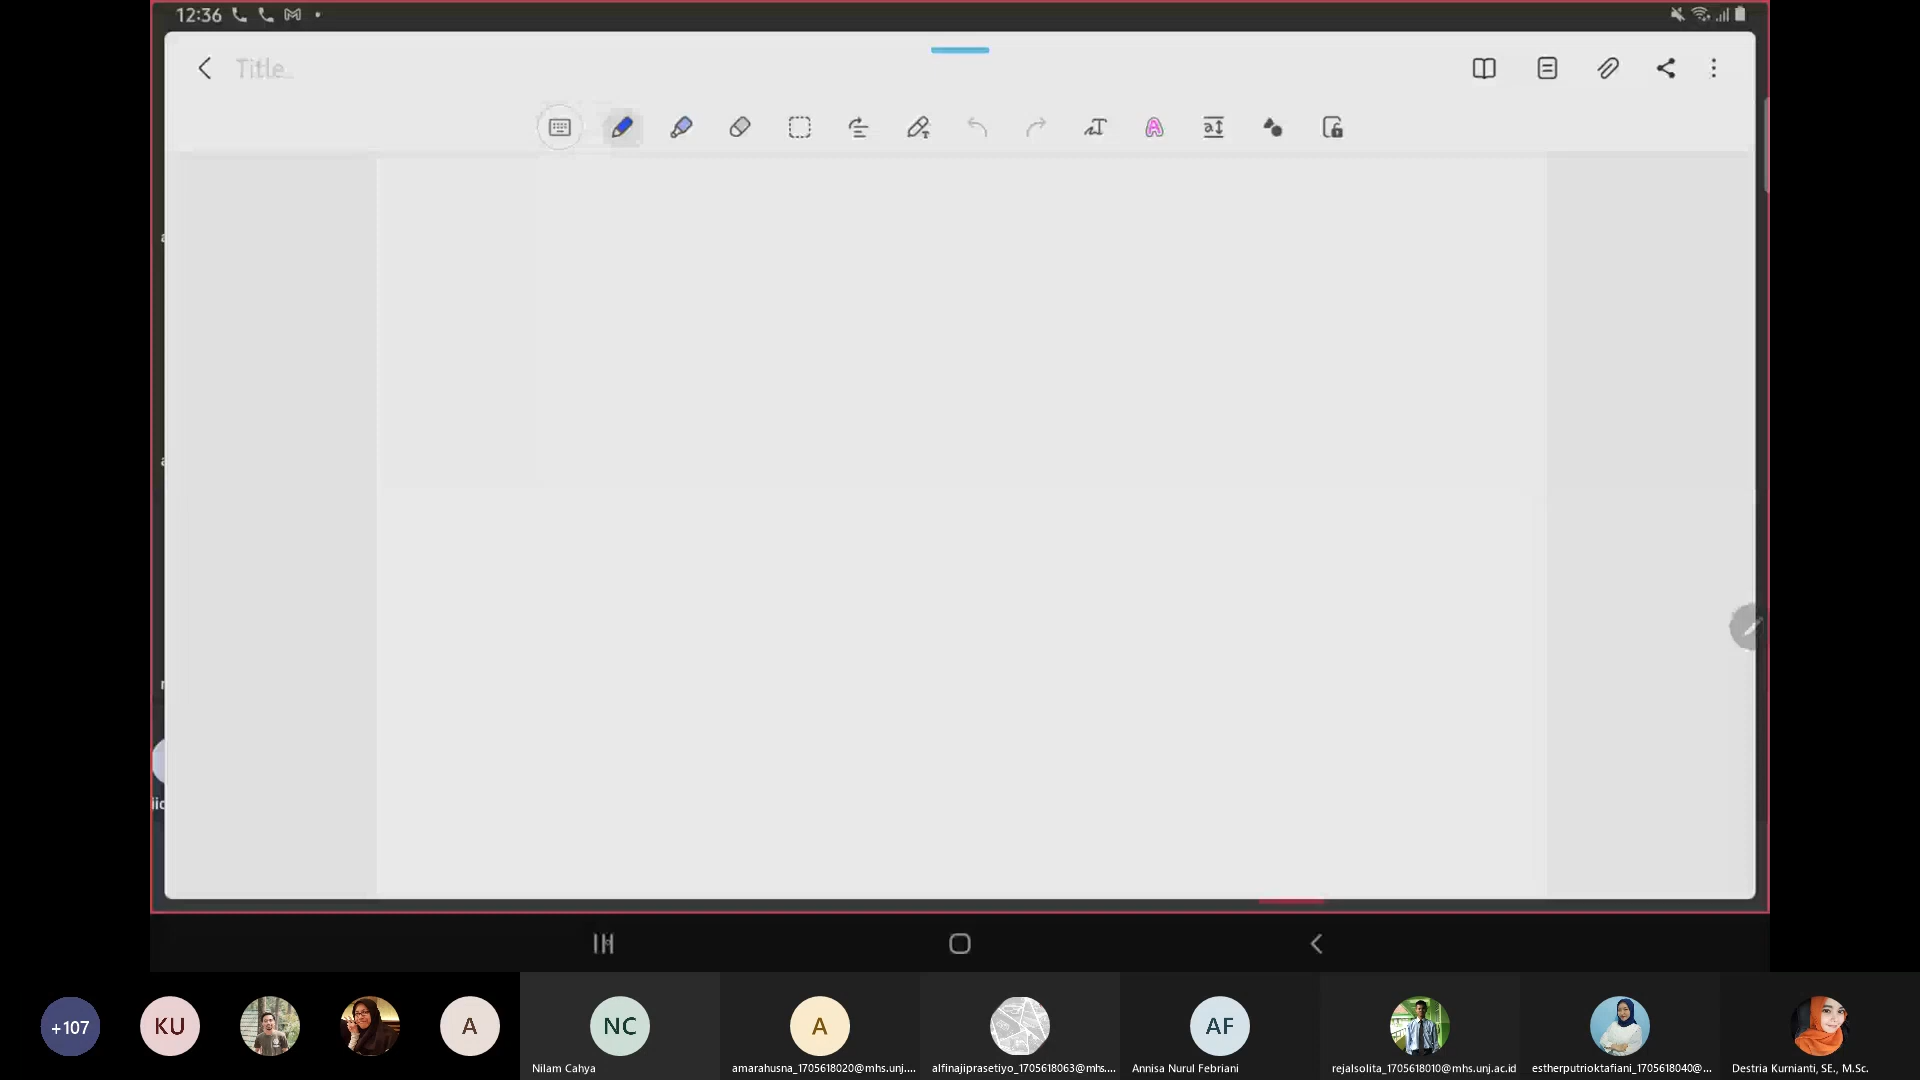 12:36
Title
+107
KU
A
NC
A
AF
Nilam Cahya
amarahusna_1705618020@mhs.unj....
alfinajiprasetiyo_1705618063@mhs....
Annisa Nurul Febriani
rejalsolita_1705618010@mhs.unj.ac.id
estherputrioktafiani_1705618040@...
Destria Kurnianti, SE., M.Sc.